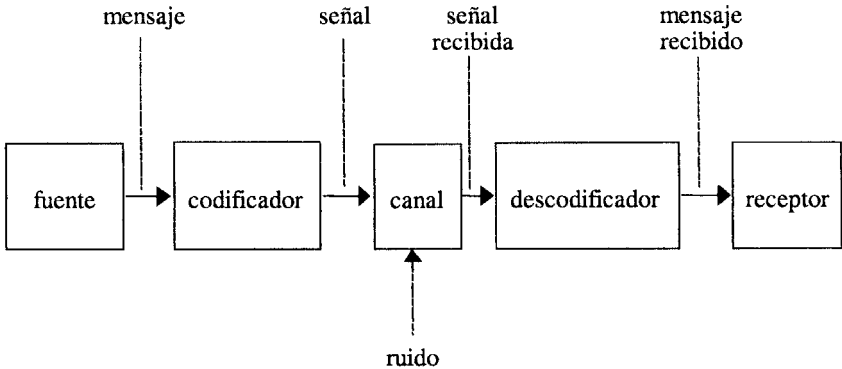 mensaje
señal
señal
recibida
mensaje
recibido
fuente
codificador
canal
descodificador
receptor
ruido